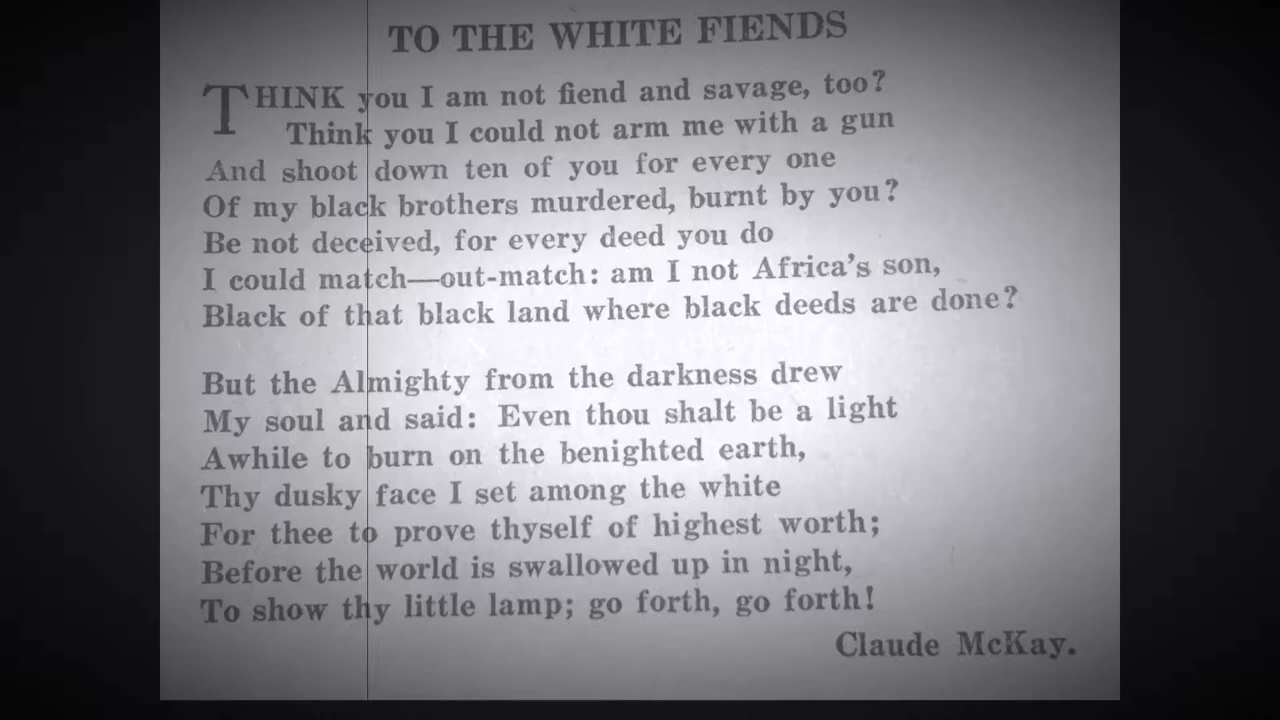 TO THE WHITE FIENDS
THINK you I am not fiend and savage, too?
Think you I could not arm me with a gun
And shoot down ten of you for every one
Of my black brothers murdered, burnt by you?
Be not deceived, for every deed you do
I could match—out-match: am I not Africa's son,
Black of that black land where black deeds are done?
But the Almighty from the darkness drew
My soul and said: Even thou shalt be a light
Awhile to burn on the benighted earth,
Thy dusky face I set among the white
For thee to prove thyself of highest worth;
Before the world is swallowed up in night,
To show thy little lamp; go forth, go forth!
Claude McKay.